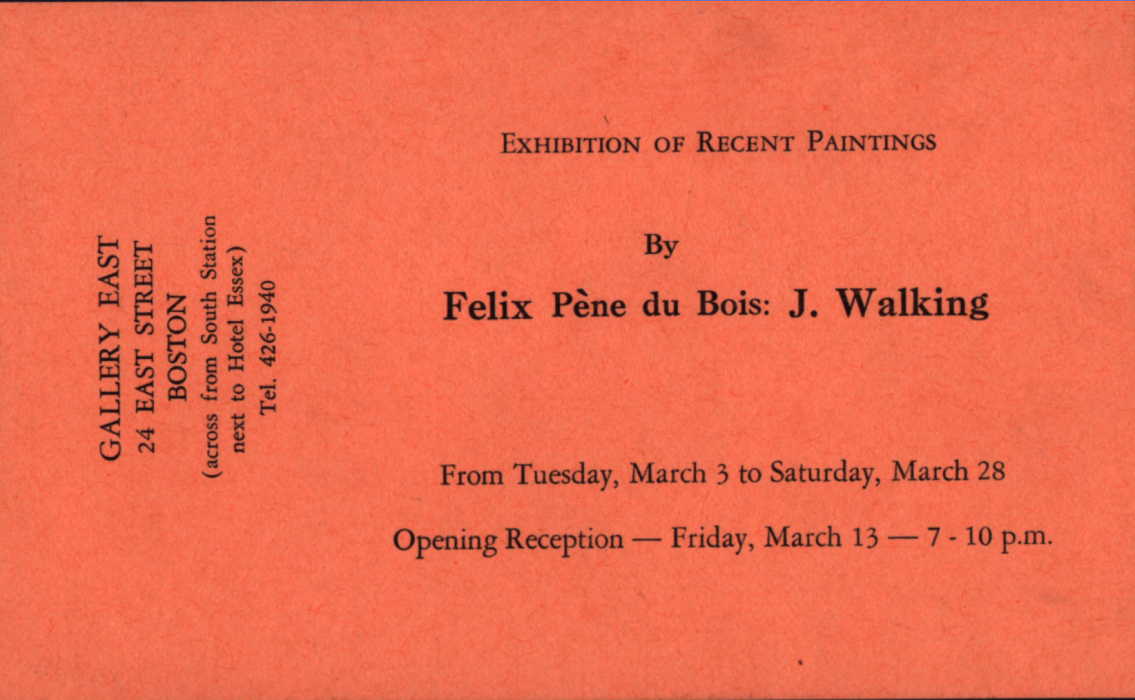 GALLERY EAST
24 EAST STREET
BOSTON
(across from South Station
next to Hotel Essex)
Tel. 426-1940
EXHIBITION OF RECENT PAINTINGS
By
Felix Pène du Bois: J. Walking
From Tuesday, March 3 to Saturday, March 28
Opening Reception — Friday, March 13 — 7 - 10 p.m.